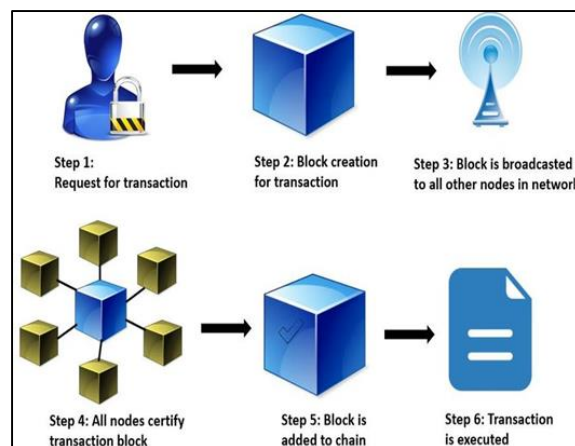 Step 1:
Request for transaction
Step 2: Block creation
for transaction
Step 3: Block is broadcasted
to all other nodes in network
Step 4: All nodes certify
transaction block
Step 5: Block is
added to chain
Step 6: Transaction
is executed